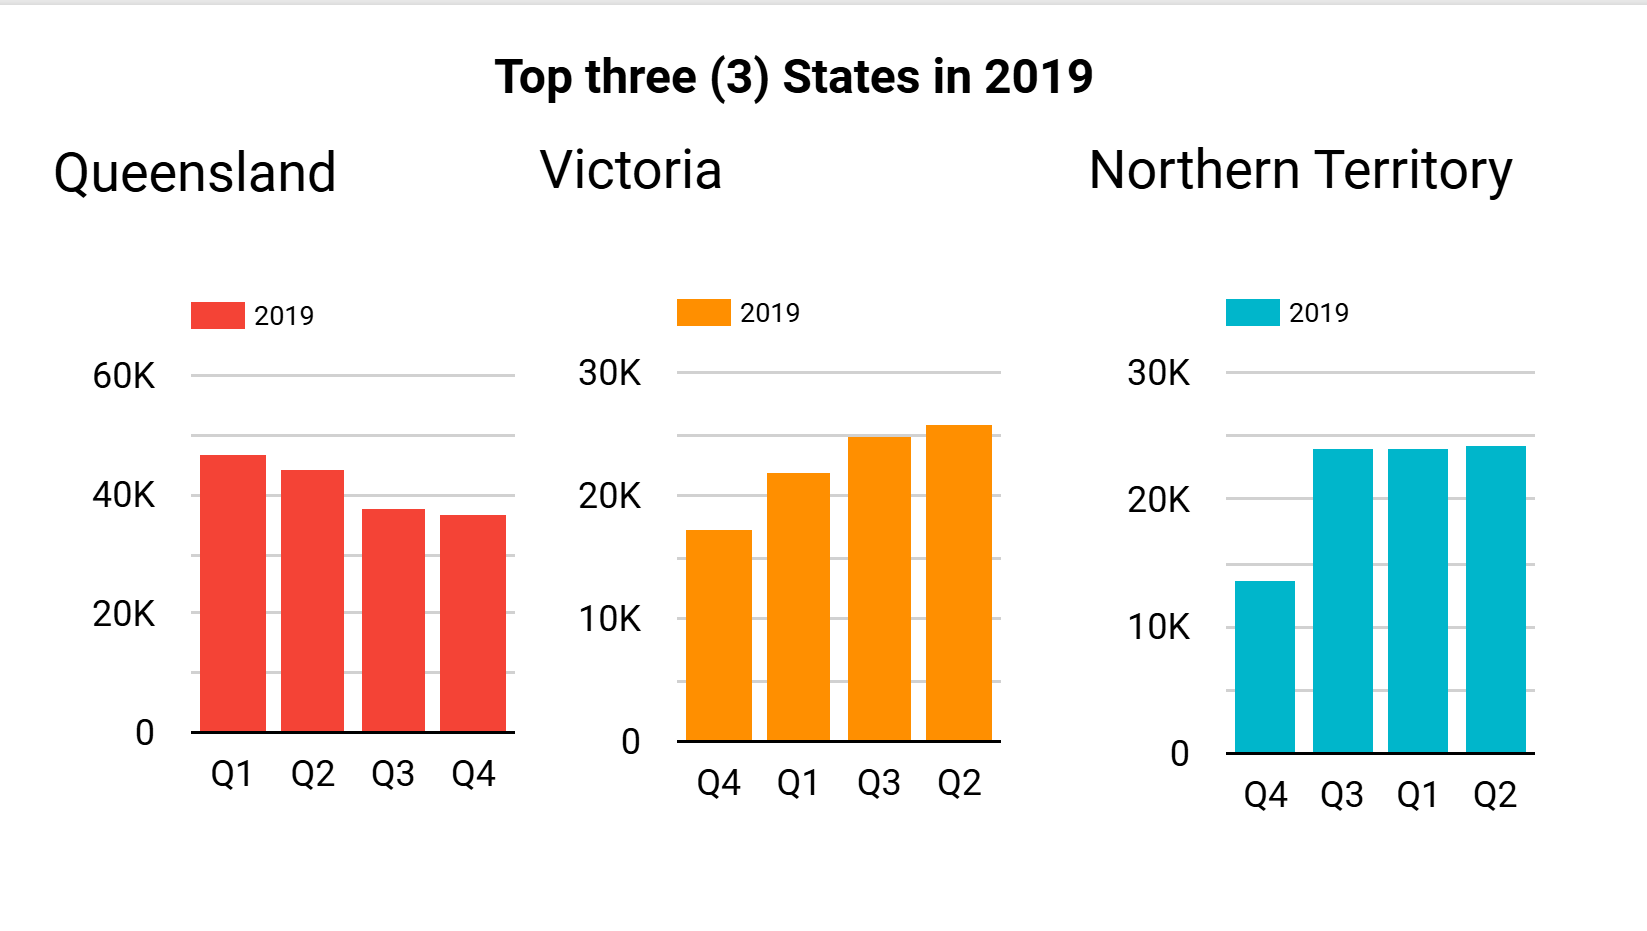 Top three (3) States in 2019
Queensland
2019
60K
40K
20K
0
Q1 Q2 Q3 Q4
Victoria
2019
30K
20K
10K
0
Q4 Q1 Q3 Q2
Northern Territory
2019
30K
20K
10K
0
Q4 Q3 Q1 Q2